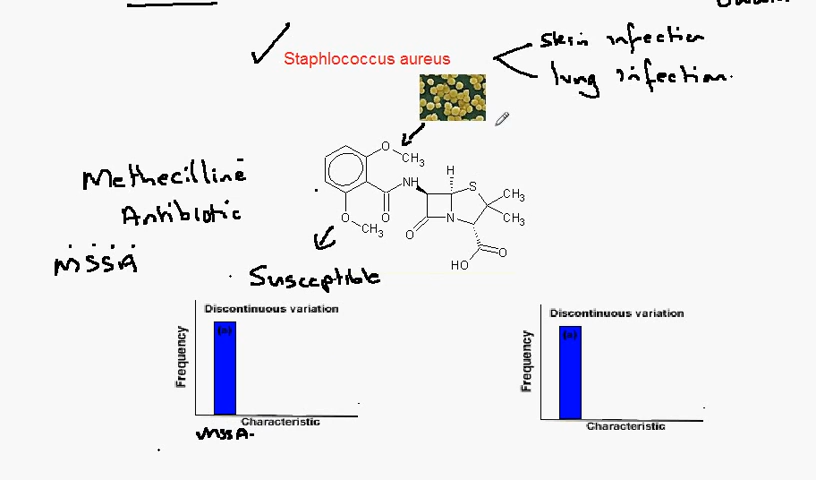 Skin infection
Staphlococcus aureus
lung infection.
Methecilline
Antibiotic
MSSA
O
CH3
NH
O
O
CH3
H
S
CH3
CH3
N
O
O
HO
Susceptible
Discontinuous variation
(a)
Frequency
Characteristic
MSSA-
Discontinuous variation
(a)
Frequency
Characteristic